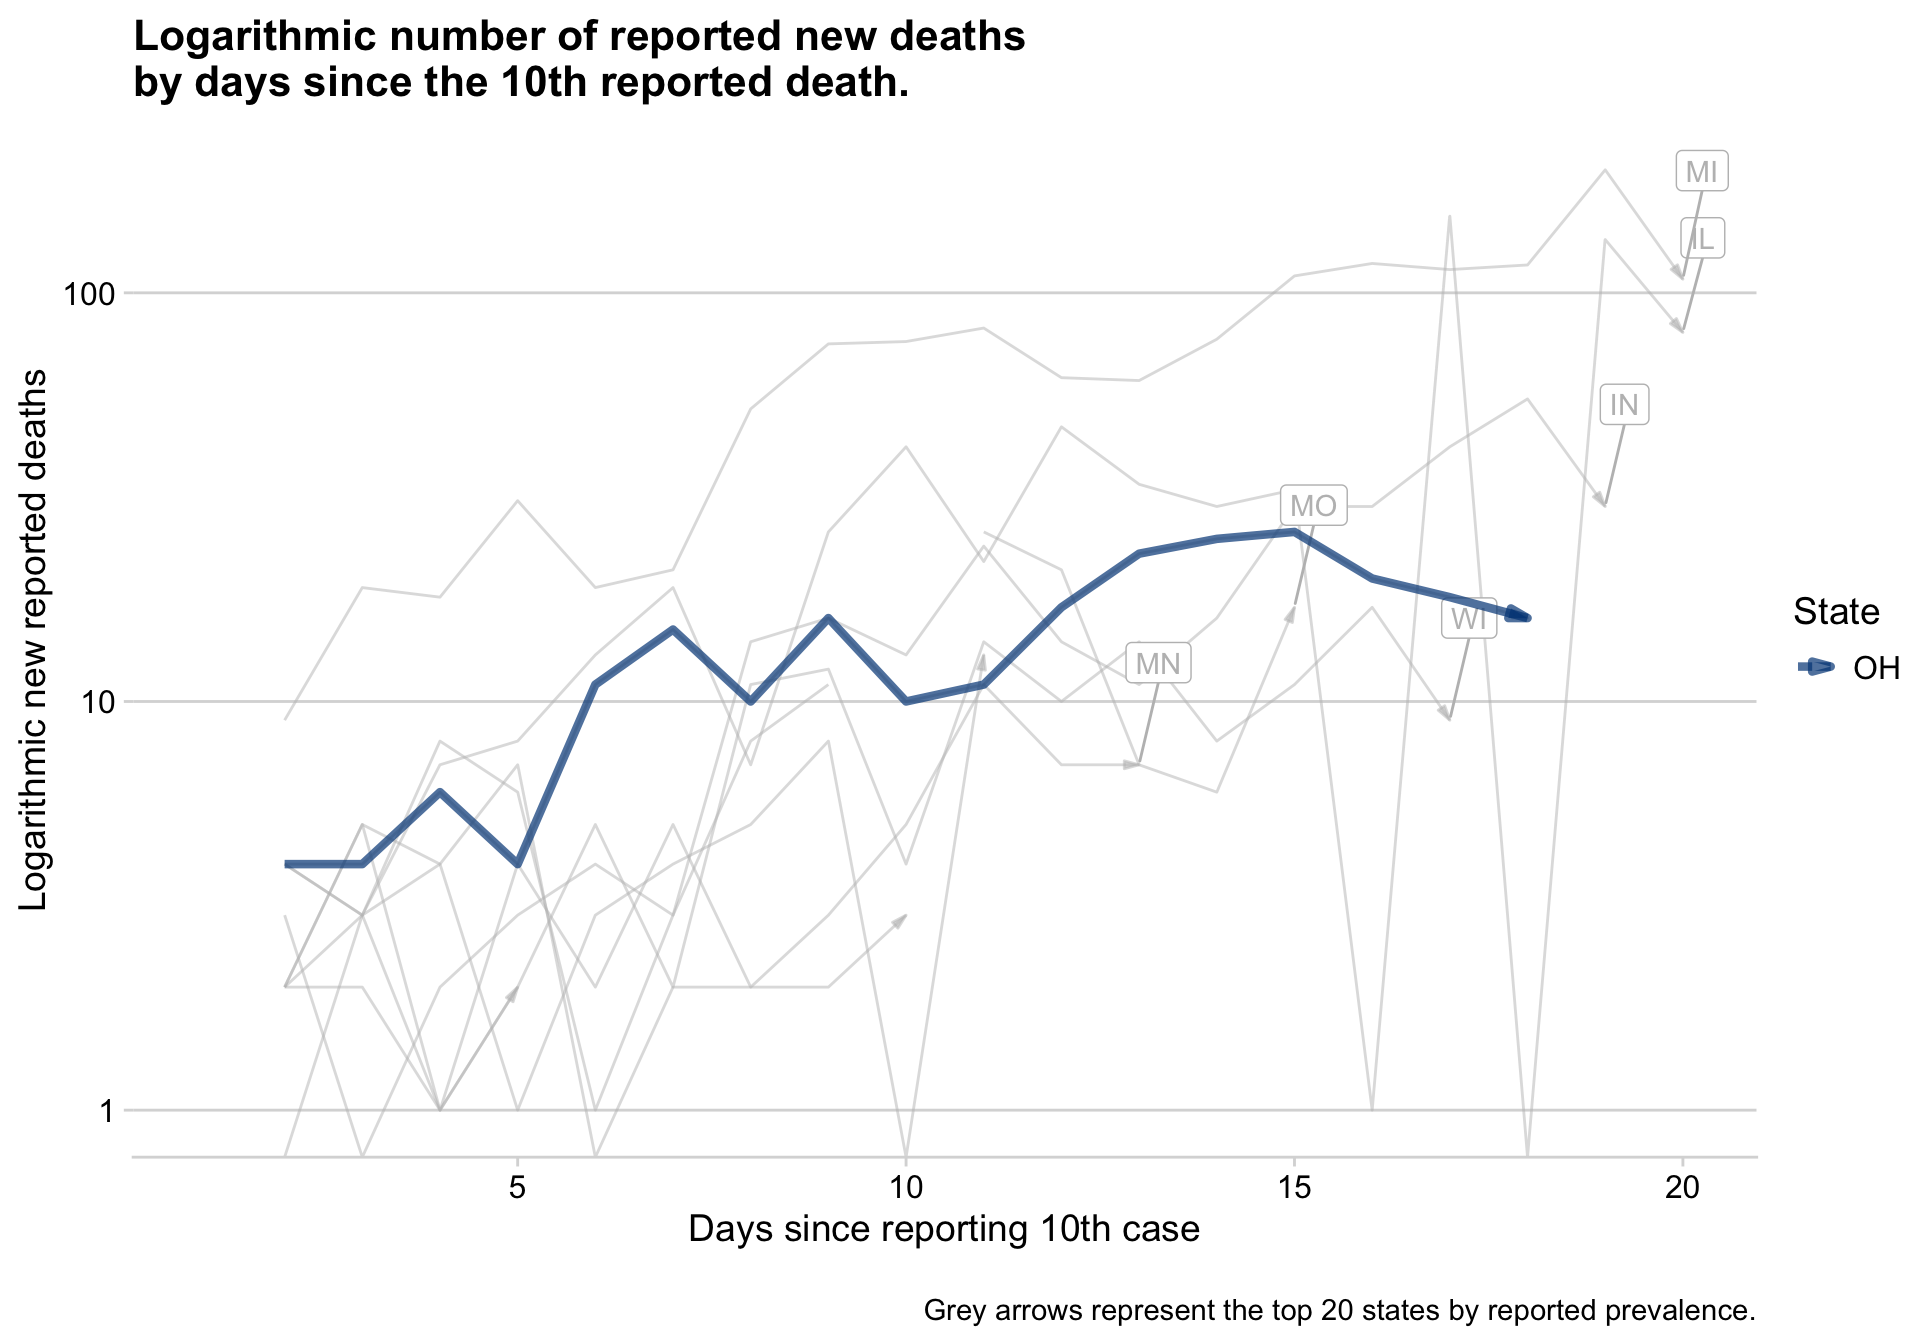 Logarithmic number of reported new deaths
by days since the 10th reported death.
MI
IL
100
IN
MO
WI
MN
10
1
Logarithmic new reported deaths
State
OH
5
10
15
20
Days since reporting 10th case
Grey arrows represent the top 20 states by reported prevalence.